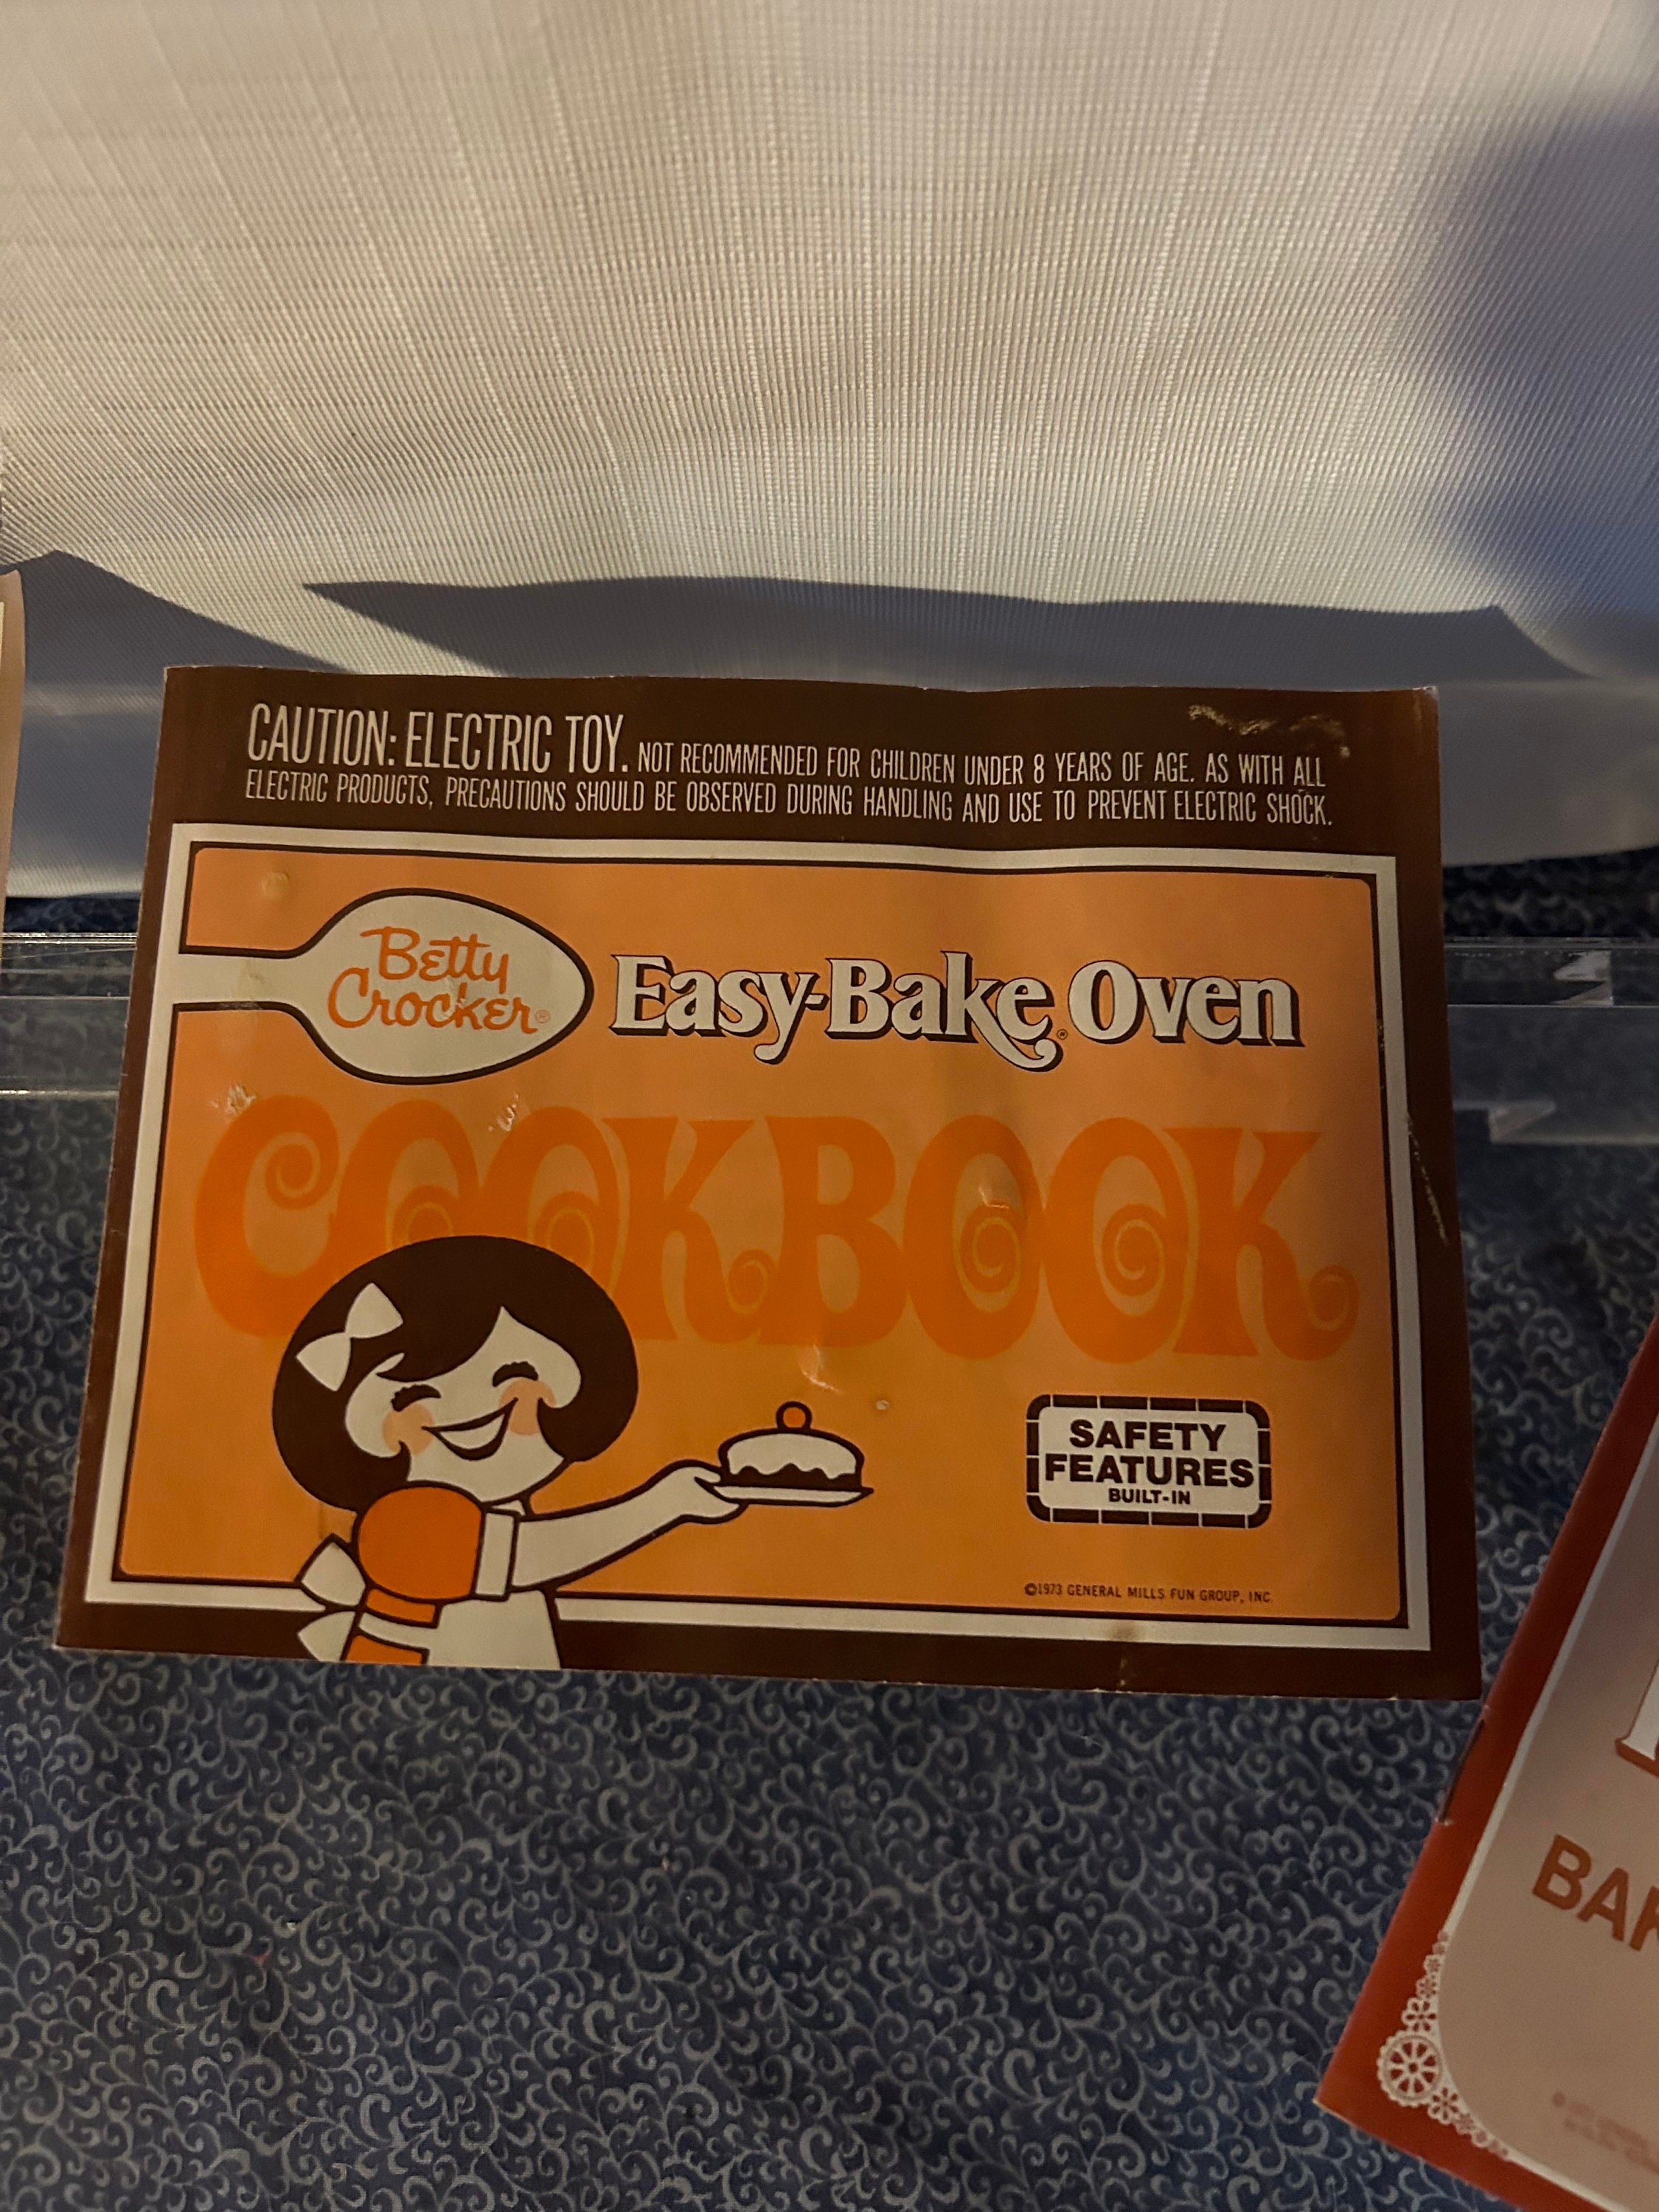 CAUTION: ELECTRIC TOY. NOT RECOMMENDED FOR CHILDREN UNDER 8 YEARS OF AGE. AS WITH ALL
ELECTRIC PRODUCTS, PRECAUTIONS SHOULD BE OBSERVED DURING HANDLING AND USE TO PREVENT ELECTRIC SHOCK.
Betty
Crocker®
Easy-Bake® Oven
COOKBOOK
SAFETY
FEATURES
BUILT-IN
©1973 GENERAL MILLS FUN GROUP, INC.